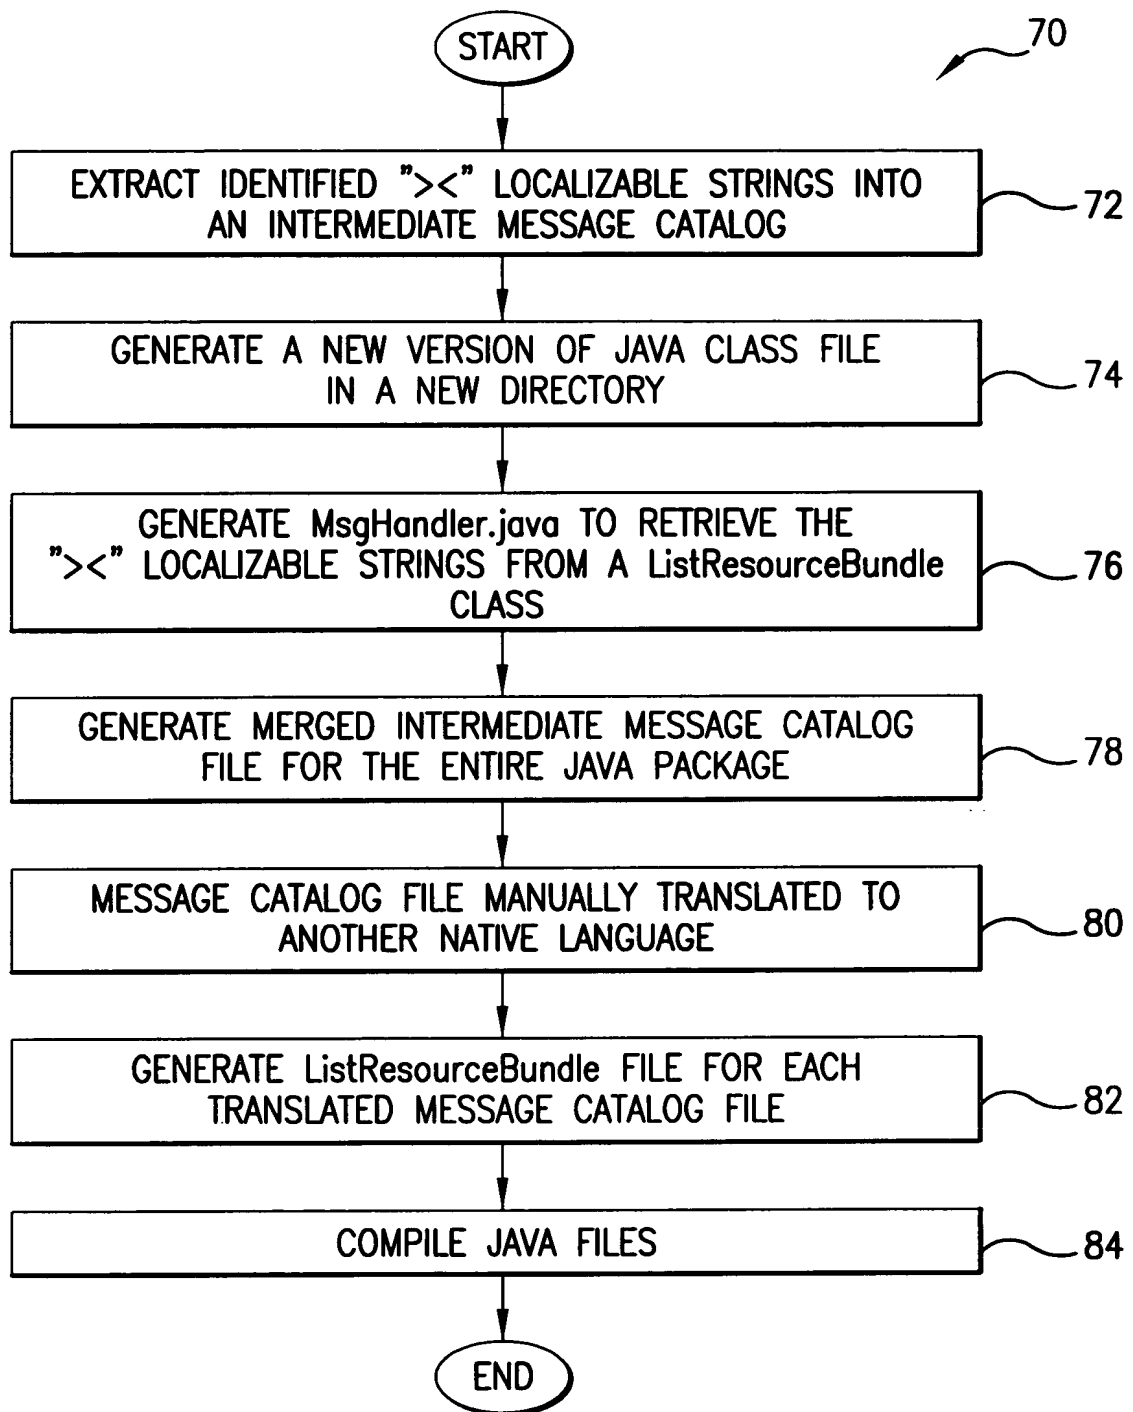 START
70
EXTRACT IDENTIFIED "><" LOCALIZABLE STRINGS INTO
AN INTERMEDIATE MESSAGE CATALOG
72
GENERATE A NEW VERSION OF JAVA CLASS FILE
IN A NEW DIRECTORY
74
GENERATE MsgHandler.java TO RETRIEVE THE
"><" LOCALIZABLE STRINGS FROM A ListResourceBundle
CLASS
76
GENERATE MERGED INTERMEDIATE MESSAGE CATALOG
FILE FOR THE ENTIRE JAVA PACKAGE
78
MESSAGE CATALOG FILE MANUALLY TRANSLATED TO
ANOTHER NATIVE LANGUAGE
80
GENERATE ListResourceBundle FILE FOR EACH
TRANSLATED MESSAGE CATALOG FILE
82
COMPILE JAVA FILES
84
END